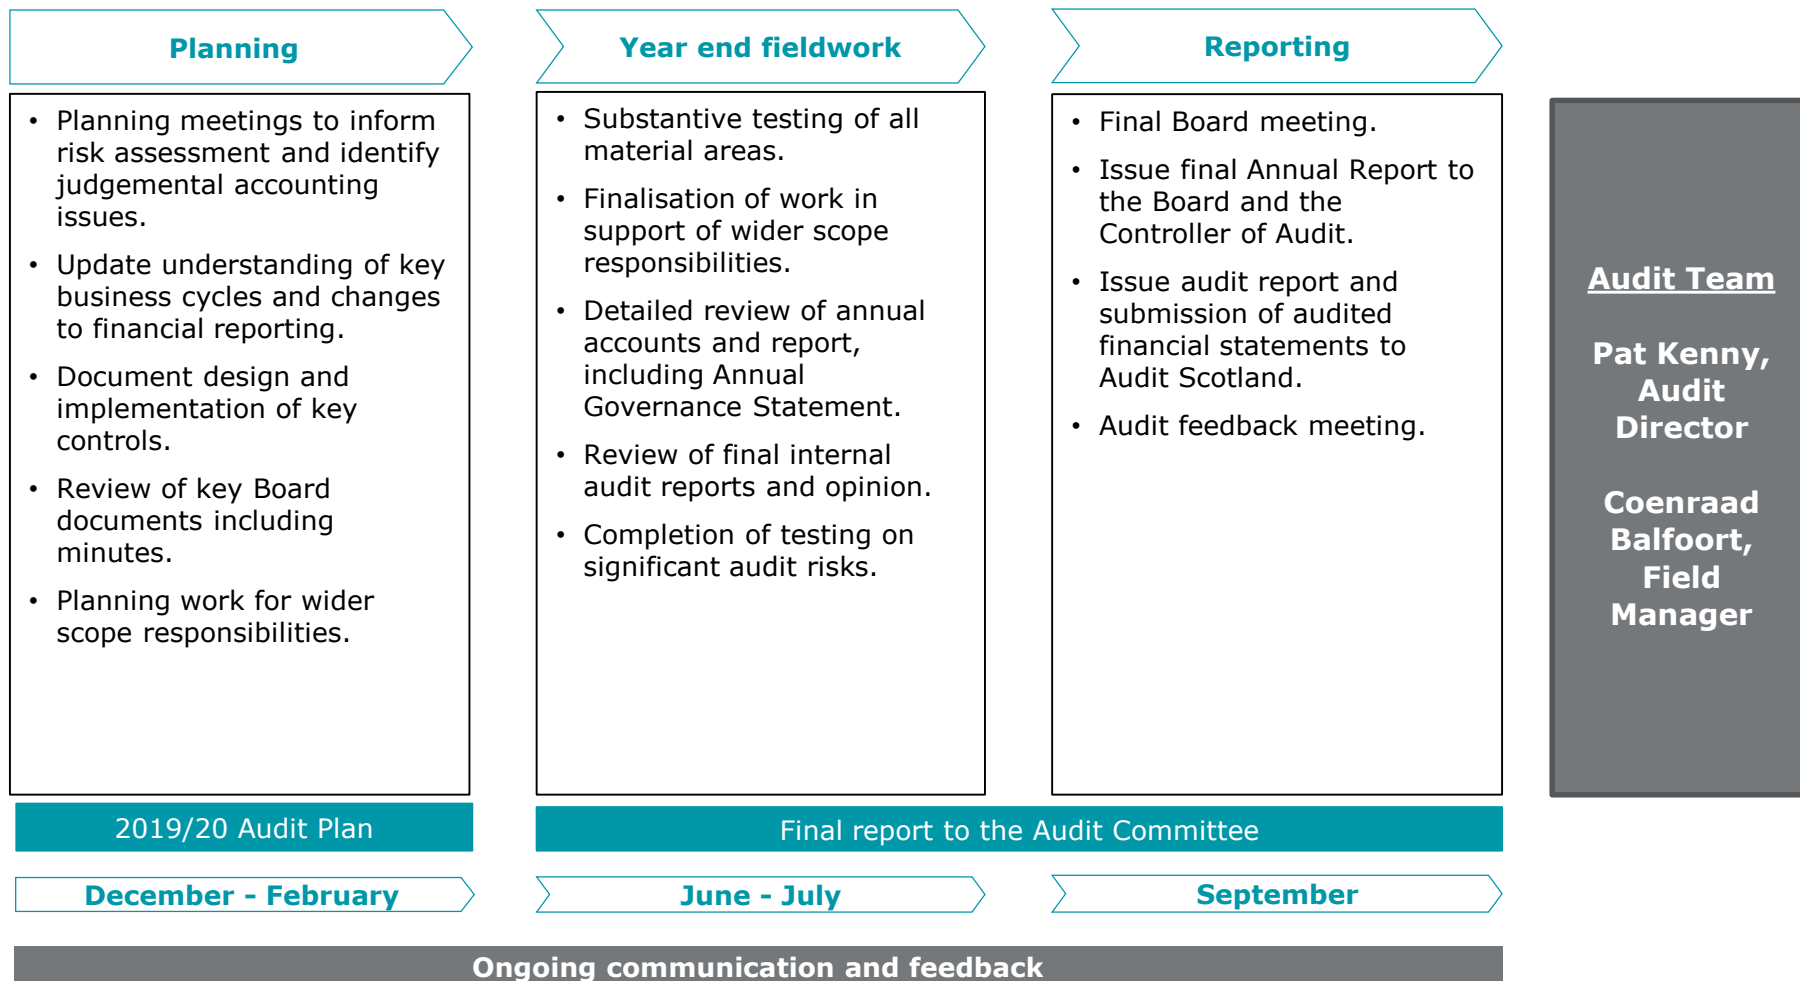 Planning
• Planning meetings to inform
risk assessment and identify
judgemental accounting
issues.
• Update understanding of key
business cycles and changes
to financial reporting.
• Document design and
implementation of key
controls.
• Review of key Board
documents including
minutes.
• Planning work for wider
scope responsibilities.
2019/20 Audit Plan
December - February
Year end fieldwork
• Substantive testing of all
material areas.
• Finalisation of work in
support of wider scope
responsibilities.
• Detailed review of annual
accounts and report,
including Annual
Governance Statement.
• Review of final internal
audit reports and opinion.
• Completion of testing on
significant audit risks.
Reporting
• Final Board meeting.
• Issue final Annual Report to
the Board and the
Controller of Audit.
• Issue audit report and
submission of audited
financial statements to
Audit Scotland.
• Audit feedback meeting.
Final report to the Audit Committee
June - July
September
Ongoing communication and feedback
Audit Team
Pat Kenny,
Audit
Director
Coenraad
Balfoort,
Field
Manager